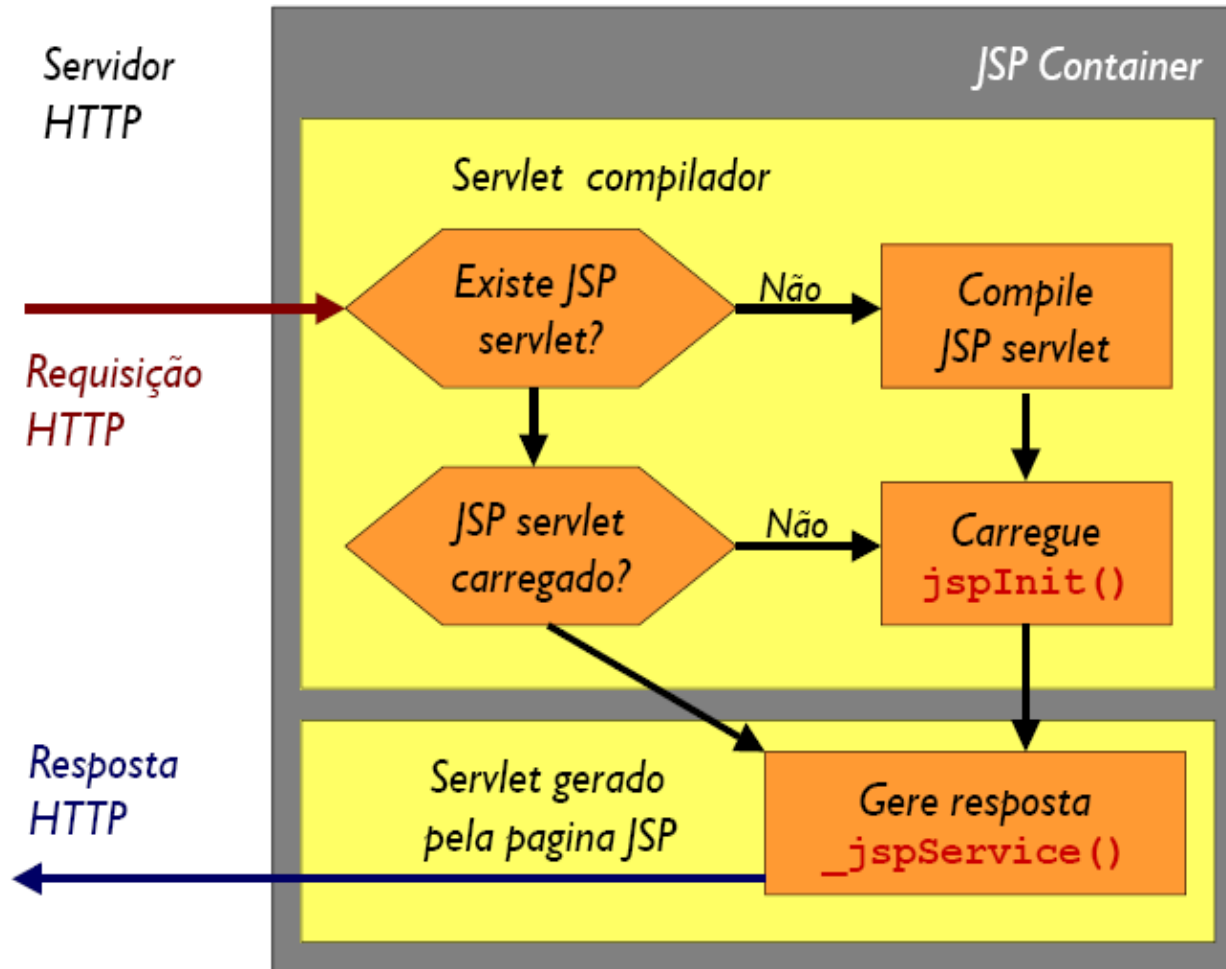 Servidor
HTTP
JSP Container
Servlet compilador
Existe JSP
servlet?
Não
Compile
JSP servlet
Requisição
HTTP
JSP servlet
carregado?
Não
Carregue
jspInit()
Resposta
HTTP
Servlet gerado
pela pagina JSP
Gere resposta
_jspService()